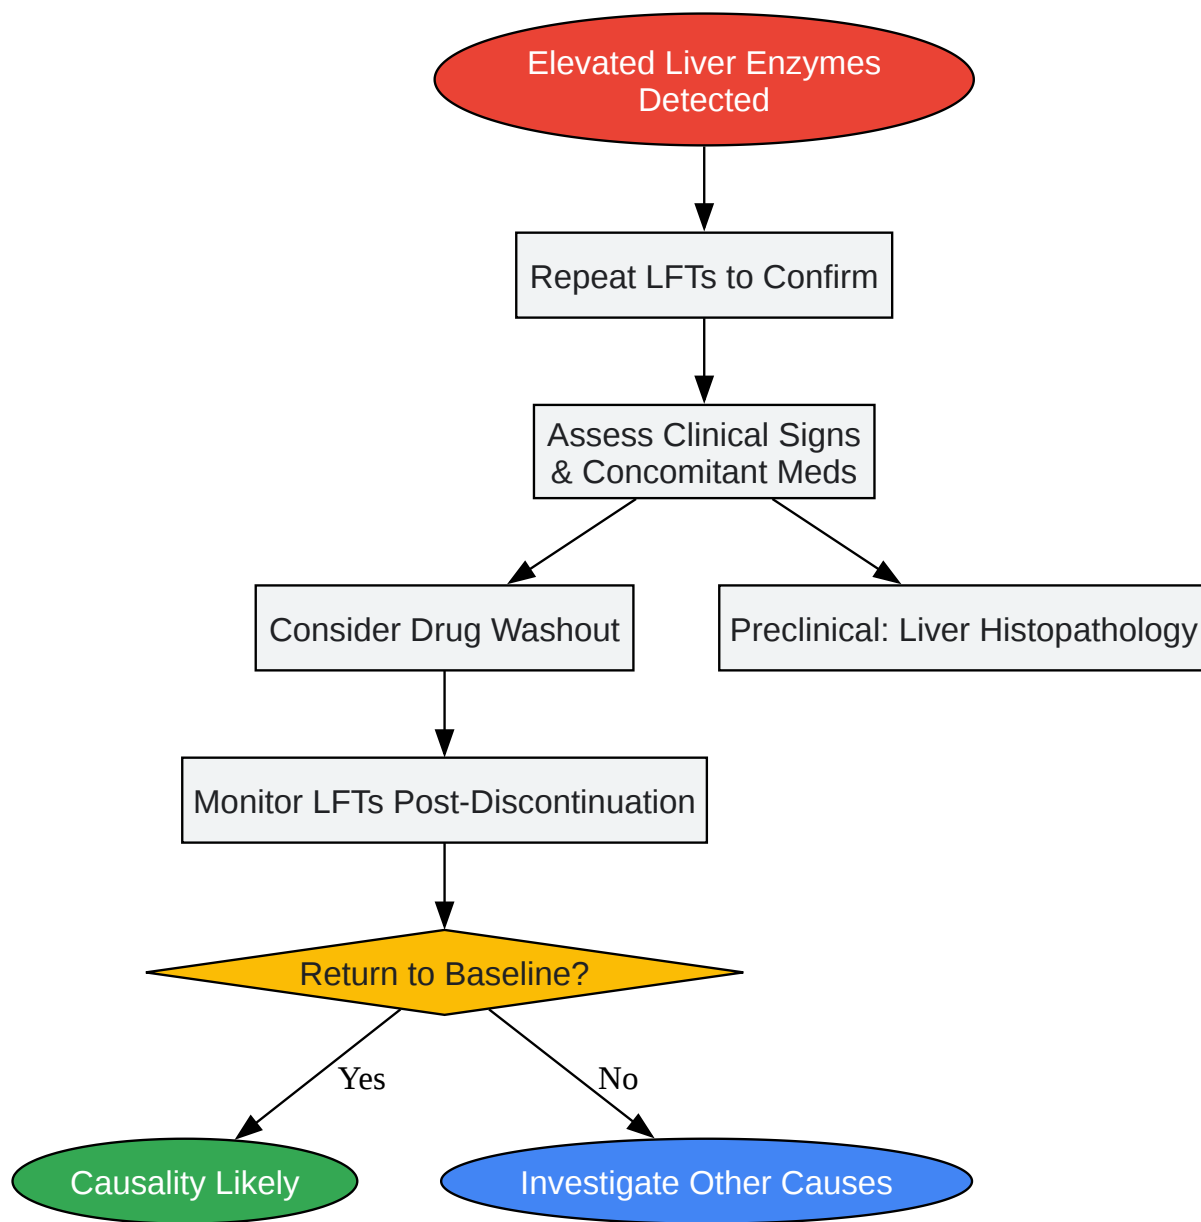 Elevated Liver Enzymes
Detected
Repeat LFTs to Confirm
Assess Clinical Signs
& Concomitant Meds
Consider Drug Washout
Preclinical: Liver Histopathology
Monitor LFTs Post-Discontinuation
Return to Baseline?
Yes
No
Causality Likely
Investigate Other Causes